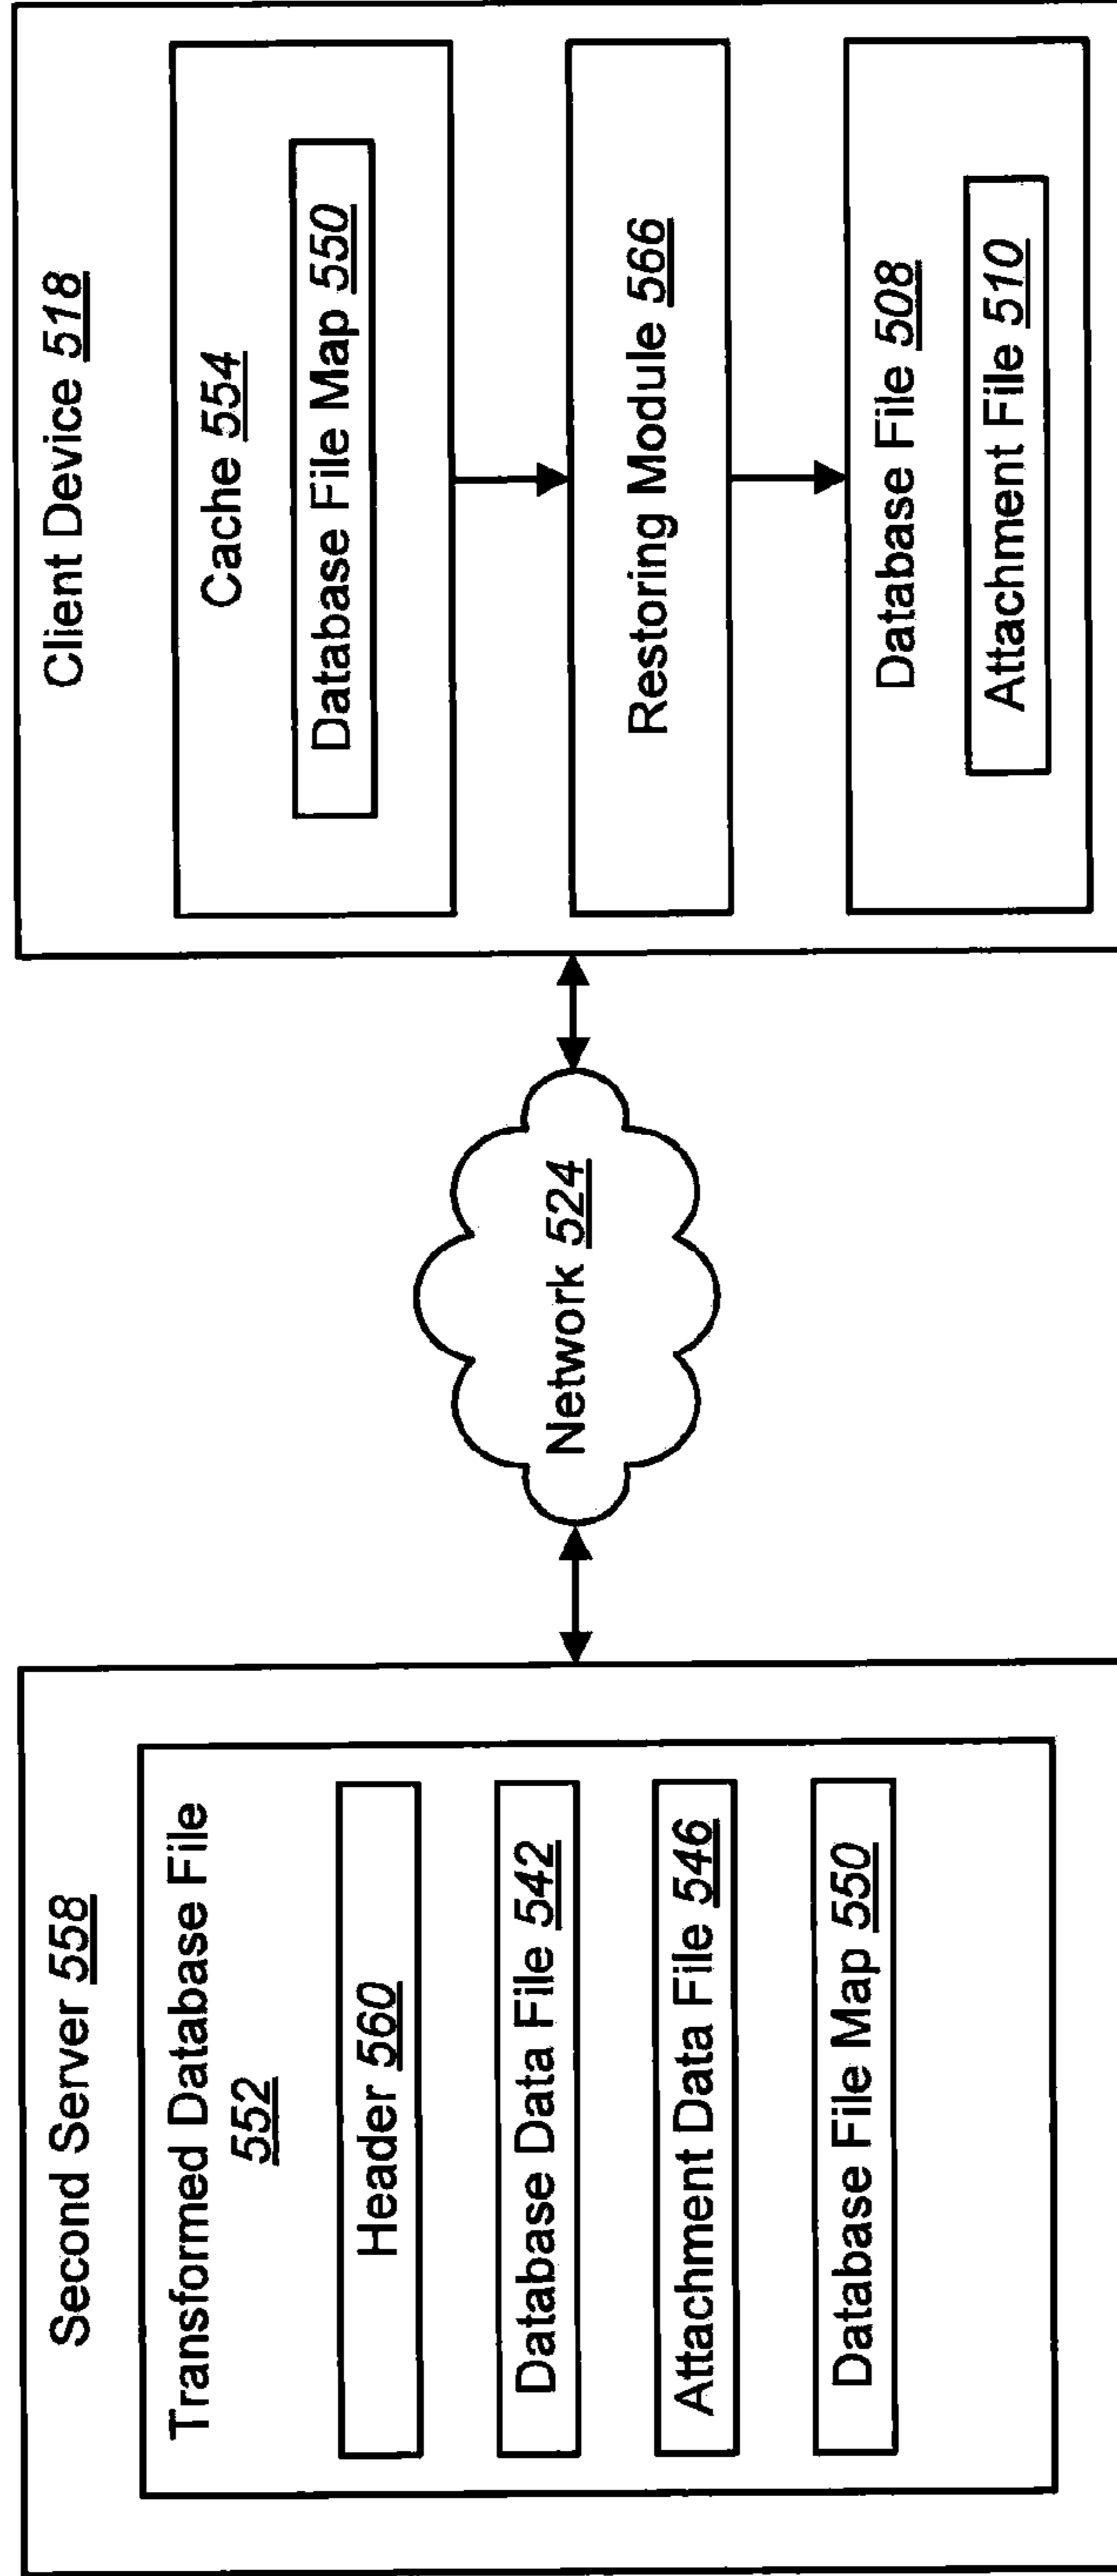 Second Server 558
Transformed Database File
552
Header 560
Database Data File 542
Attachment Data File 546
Database File Map 550
Network 524
Client Device 518
Cache 554
Database File Map 550
Restoring Module 566
Database File 508
Attachment File 510